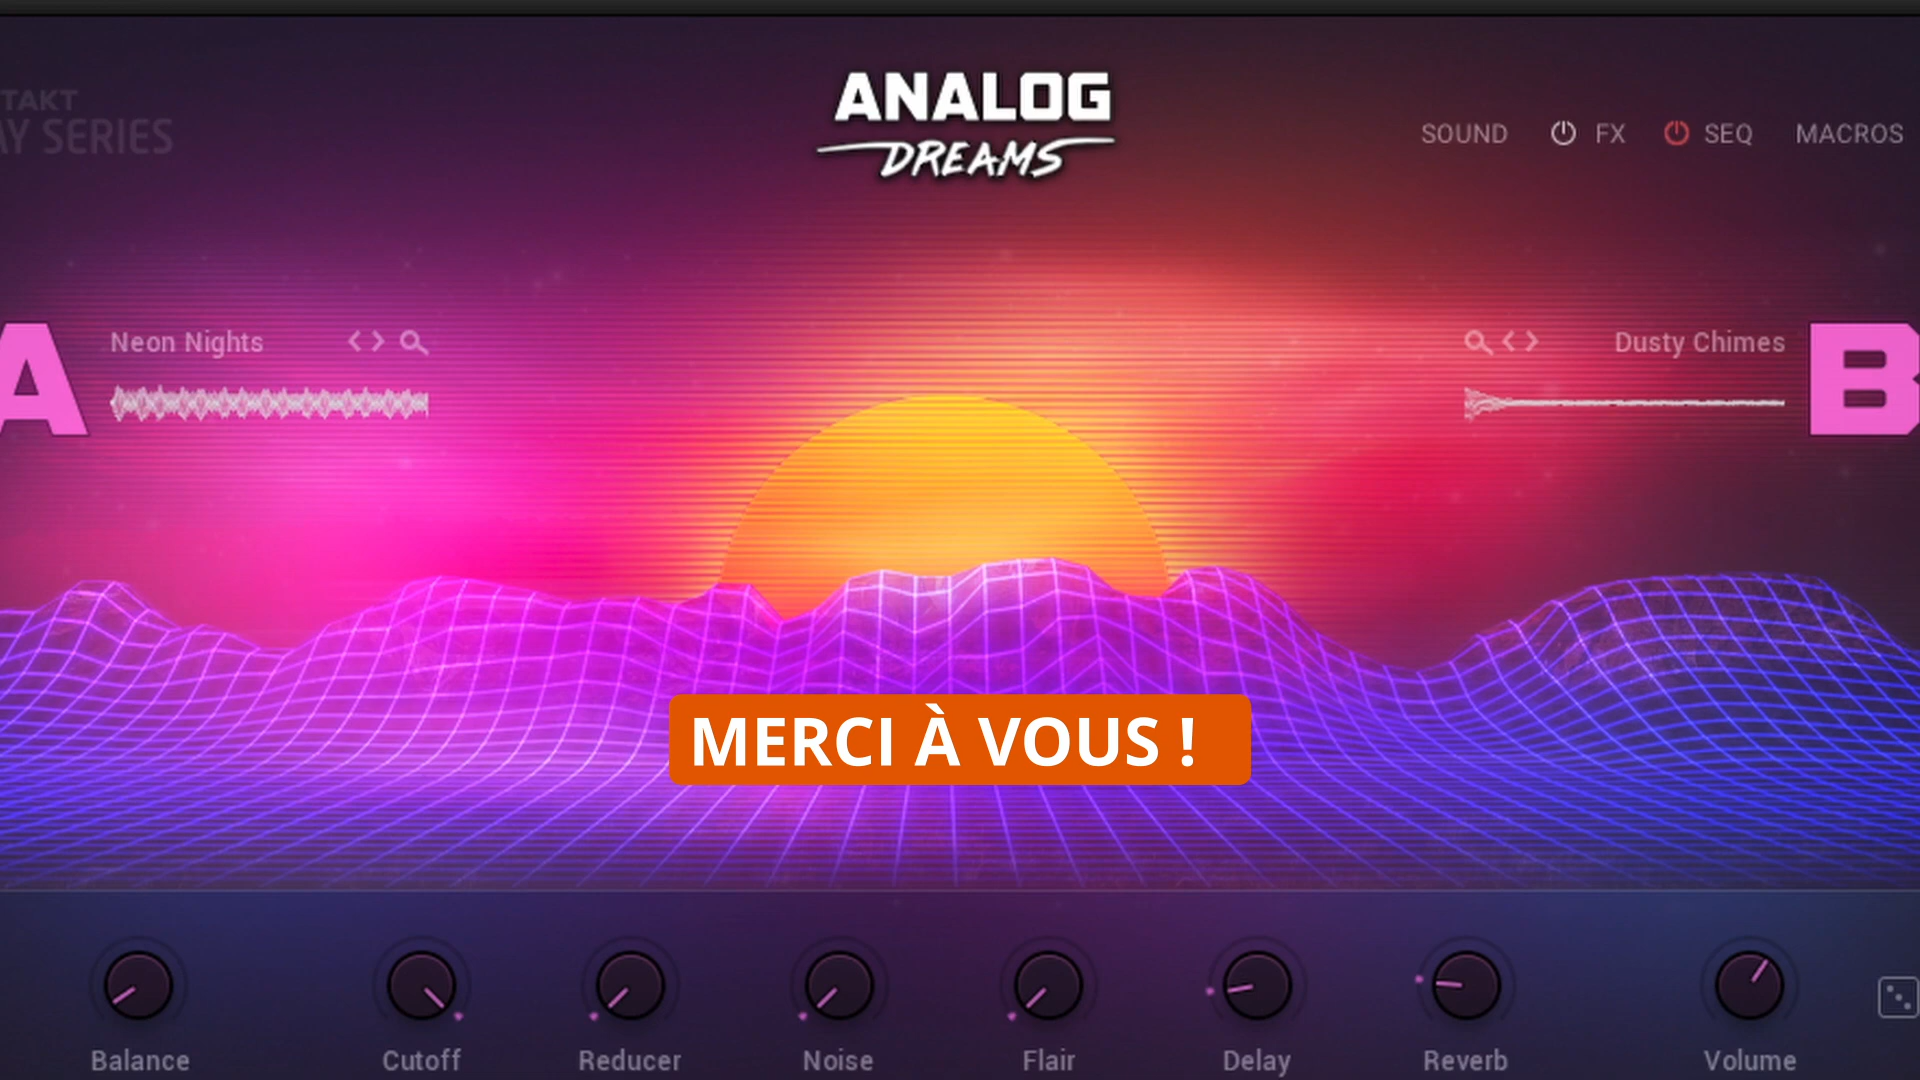 TAKT
AY SERIES
ANALOG
DREAMS
SOUND FX SEQ MACROS
A
Neon Nights
Dusty Chimes
B
MERCI À VOUS !
Balance Cutoff Reducer Noise Flair Delay Reverb Volume